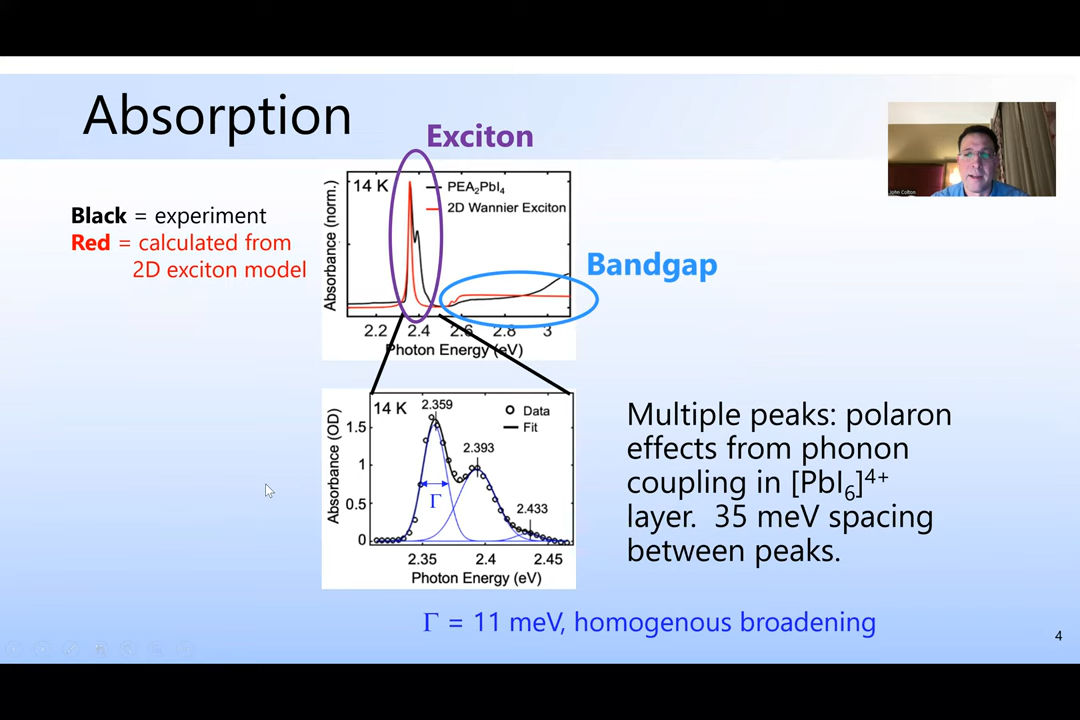 Absorption
Exciton
John Colton
Black = experiment
Red = calculated from
2D exciton model
14 K
PEA₂PbI₄
2D Wannier Exciton
Absorbance (norm.)
2.2 2.4 2.6 2.8 3
Photon Energy (eV)
Bandgap
14 K
2.359
Data
Fit
2.393
Γ
2.433
Absorbance (OD)
1.5
1
0.5
0
2.35 2.4 2.45
Photon Energy (eV)
Multiple peaks: polaron
effects from phonon
coupling in [PbI₆]⁴⁺
layer. 35 meV spacing
between peaks.
Γ = 11 meV, homogenous broadening
4